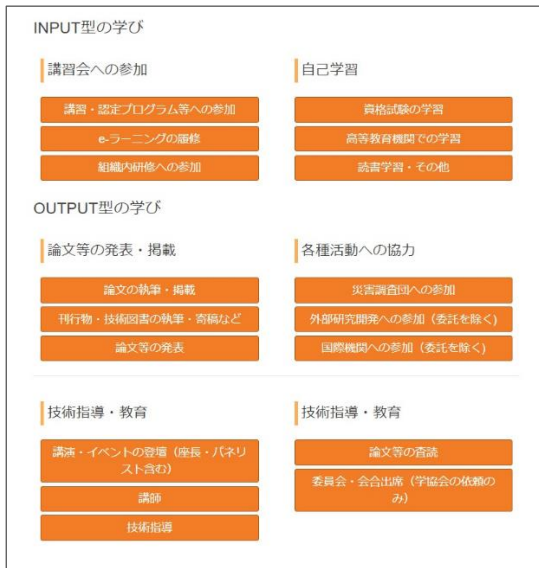 INPUT型の学び
講習会への参加
講習・認定プログラム等への参加
e-ラーニングの履修
組織内研修への参加
自己学習
資格試験の学習
高等教育機関での学習
読書学習・その他
OUTPUT型の学び
論文等の発表・掲載
論文の執筆・掲載
刊行物・技術図書の執筆・寄稿など
論文等の発表
各種活動への協力
災害調査団への参加
外部研究開発への参加（委託を除く)
国際機関への参加（委託を除く)
技術指導・教育
講演・イベントの登壇（座長・パネリ
スト含む）
講師
技術指導
技術指導・教育
論文等の査読
委員会・会合出席（学協会の依頼の
み）